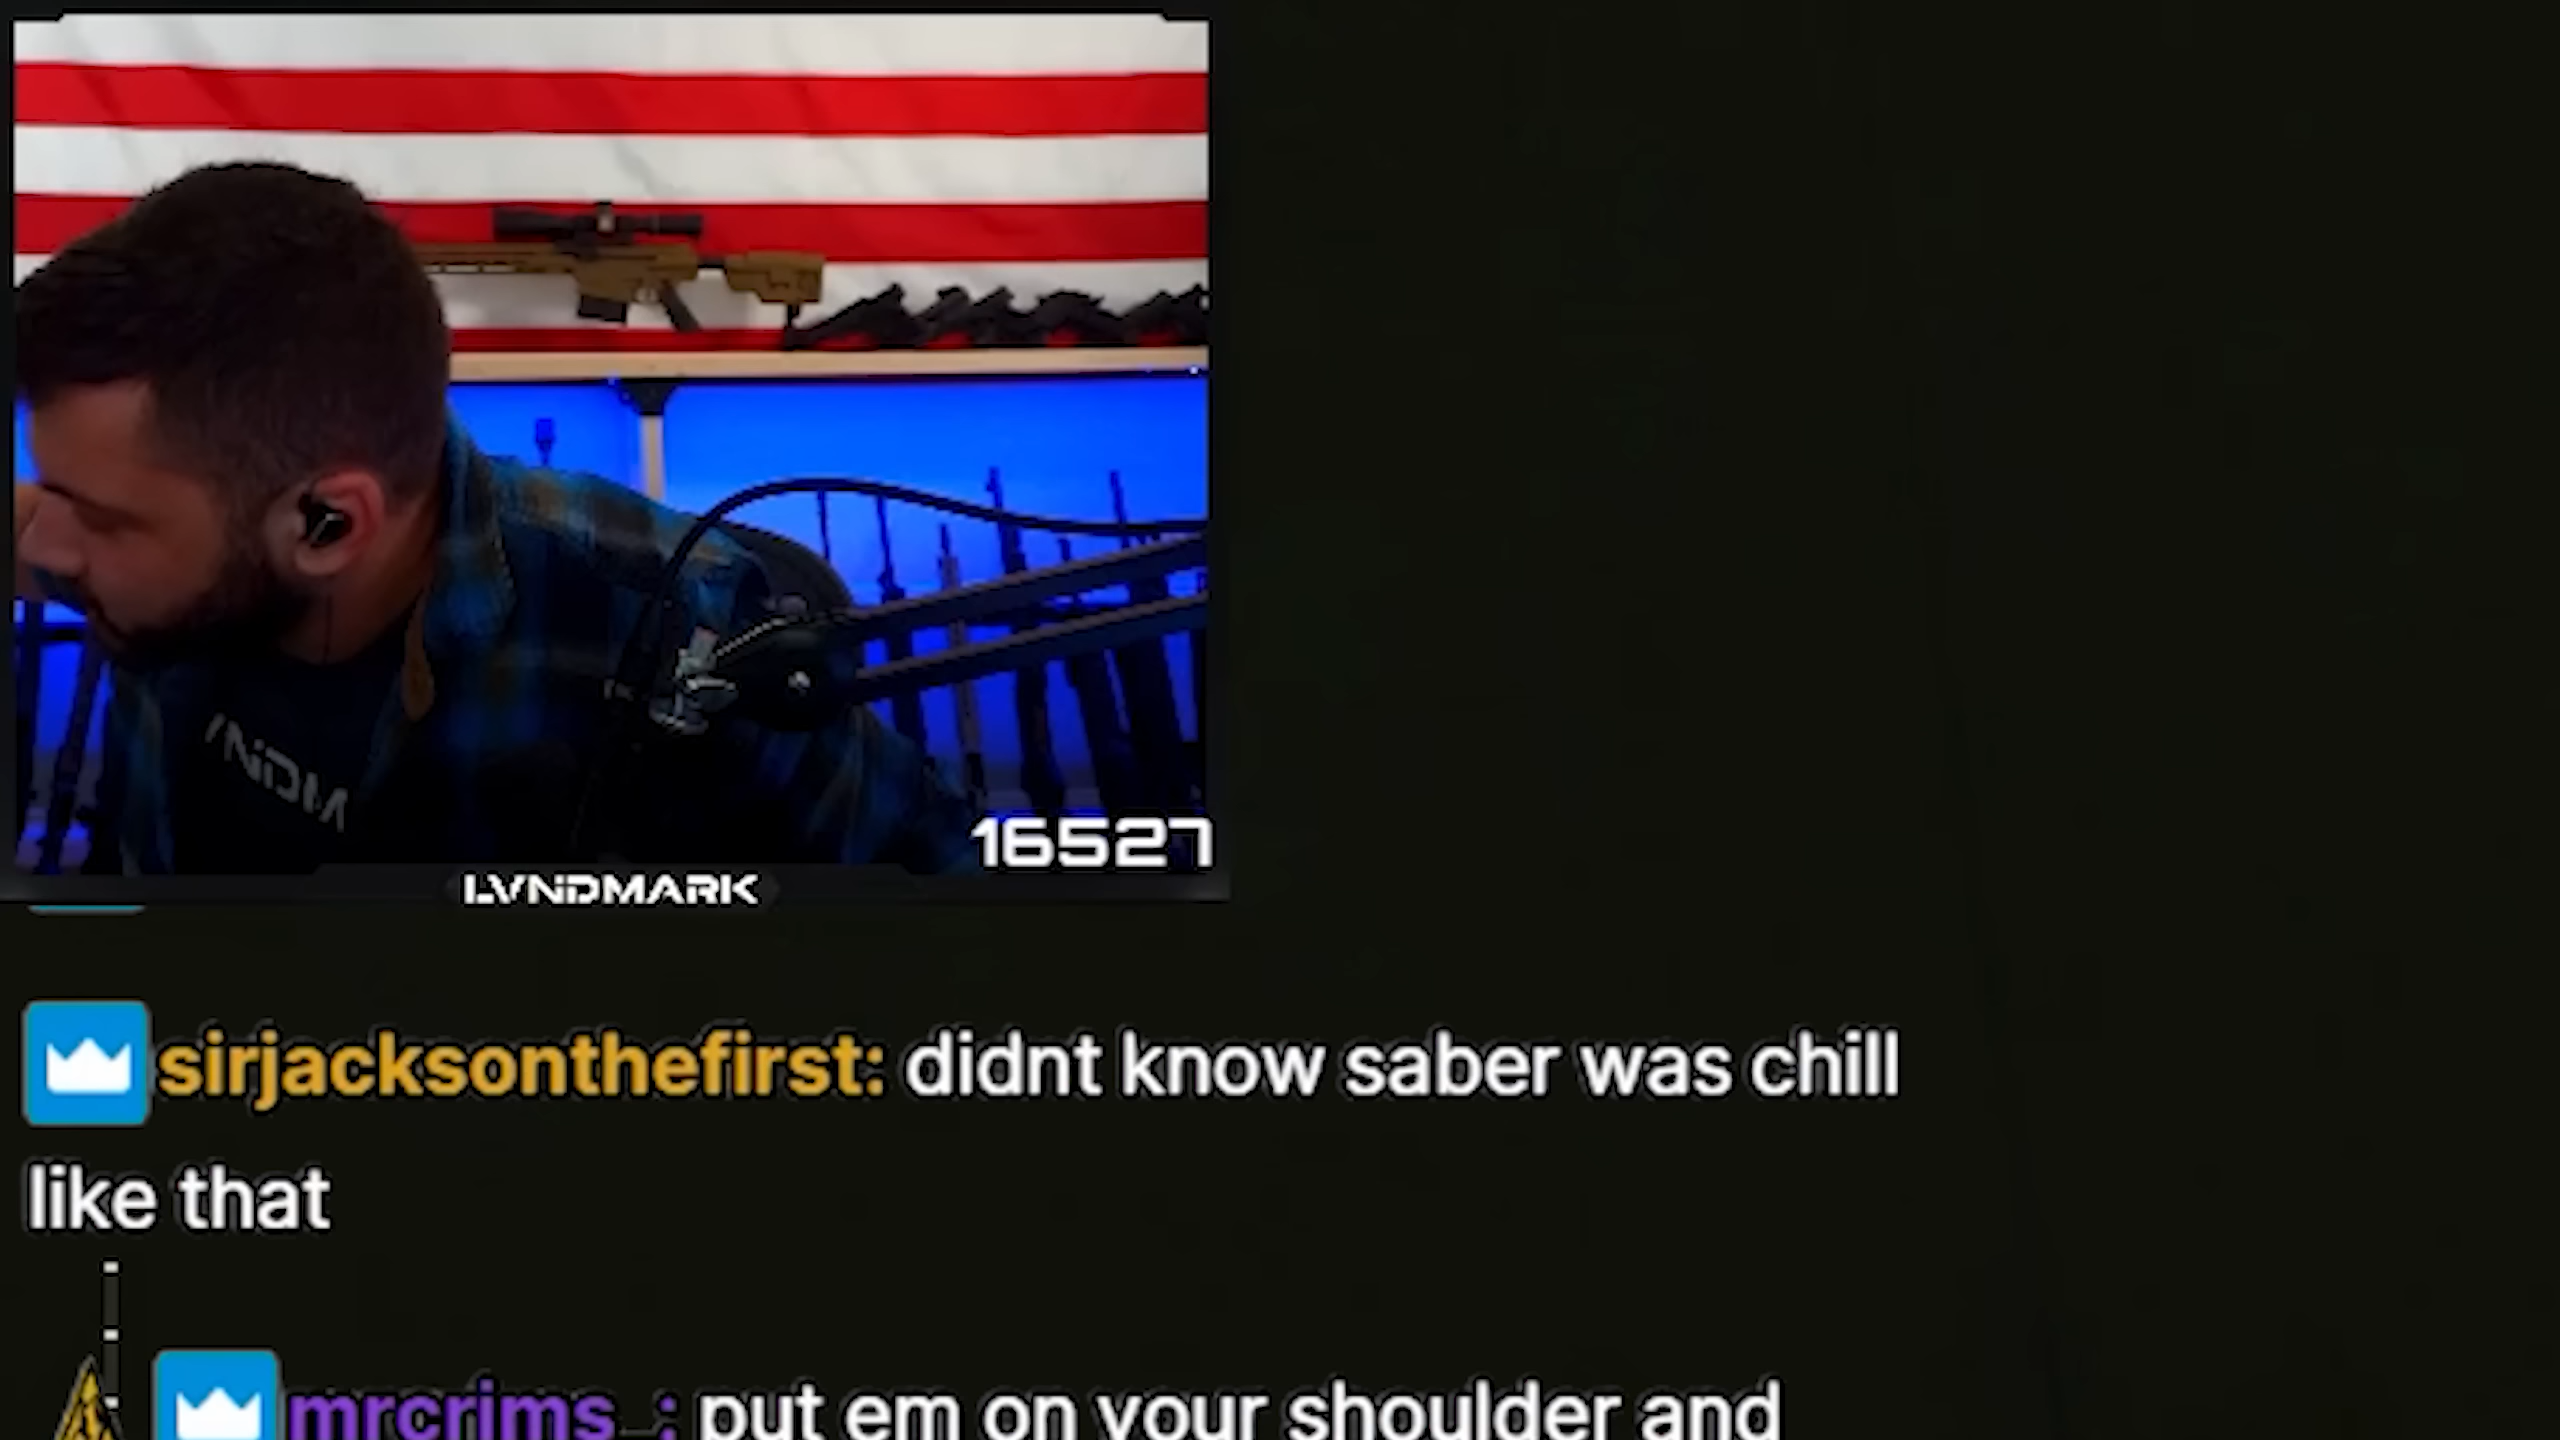 16527
LVNDMARK
sirjacksonthefirst: didnt know saber was chill
like that
mrcrims_: put em on your shoulder and